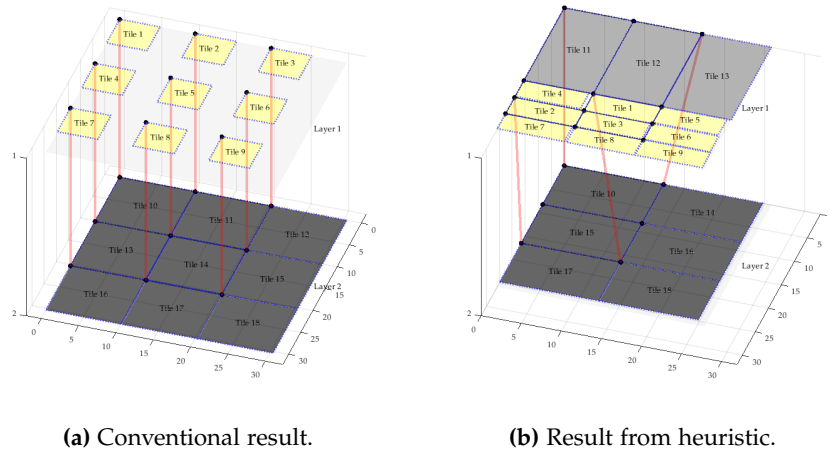 Tile 1
Tile 2
Tile 3
Tile 4
Tile 5
Tile 6
Tile 7
Tile 8
Tile 9
Layer 1
1
Tile 10
Tile 11
Tile 12
Tile 13
Tile 14
Tile 15
Layer 2
Tile 16
Tile 17
Tile 18
2
0
5
10
15
20
25
30
0
5
10
15
20
25
30
(a) Conventional result.
Tile 11
Tile 12
Tile 13
Tile 4
Tile 1
Tile 5
Tile 2
Tile 3
Tile 6
Tile 7
Tile 8
Tile 9
Layer 1
1
Tile 10
Tile 14
Tile 15
Tile 16
Layer 2
Tile 17
Tile 18
2
0
5
10
15
20
25
30
5
10
15
20
25
30
(b) Result from heuristic.